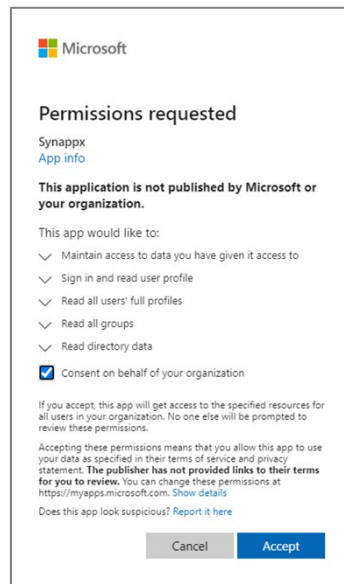 Microsoft
Permissions requested
Synappx
App info
This application is not published by Microsoft or
your organization.
This app would like to:
Maintain access to data you have given it access to
Sign in and read user profile
Read all users' full profiles
Read all groups
Read directory data
Consent on behalf of your organization
If you accept, this app will get access to the specified resources for
all users in your organization. No one else will be prompted to
review these permissions.
Accepting these permissions means that you allow this app to use
your data as specified in their terms of service and privacy
statement. The publisher has not provided links to their terms
for you to review. You can change these permissions at
https://myapps.microsoft.com. Show details
Does this app look suspicious? Report it here
Cancel Accept